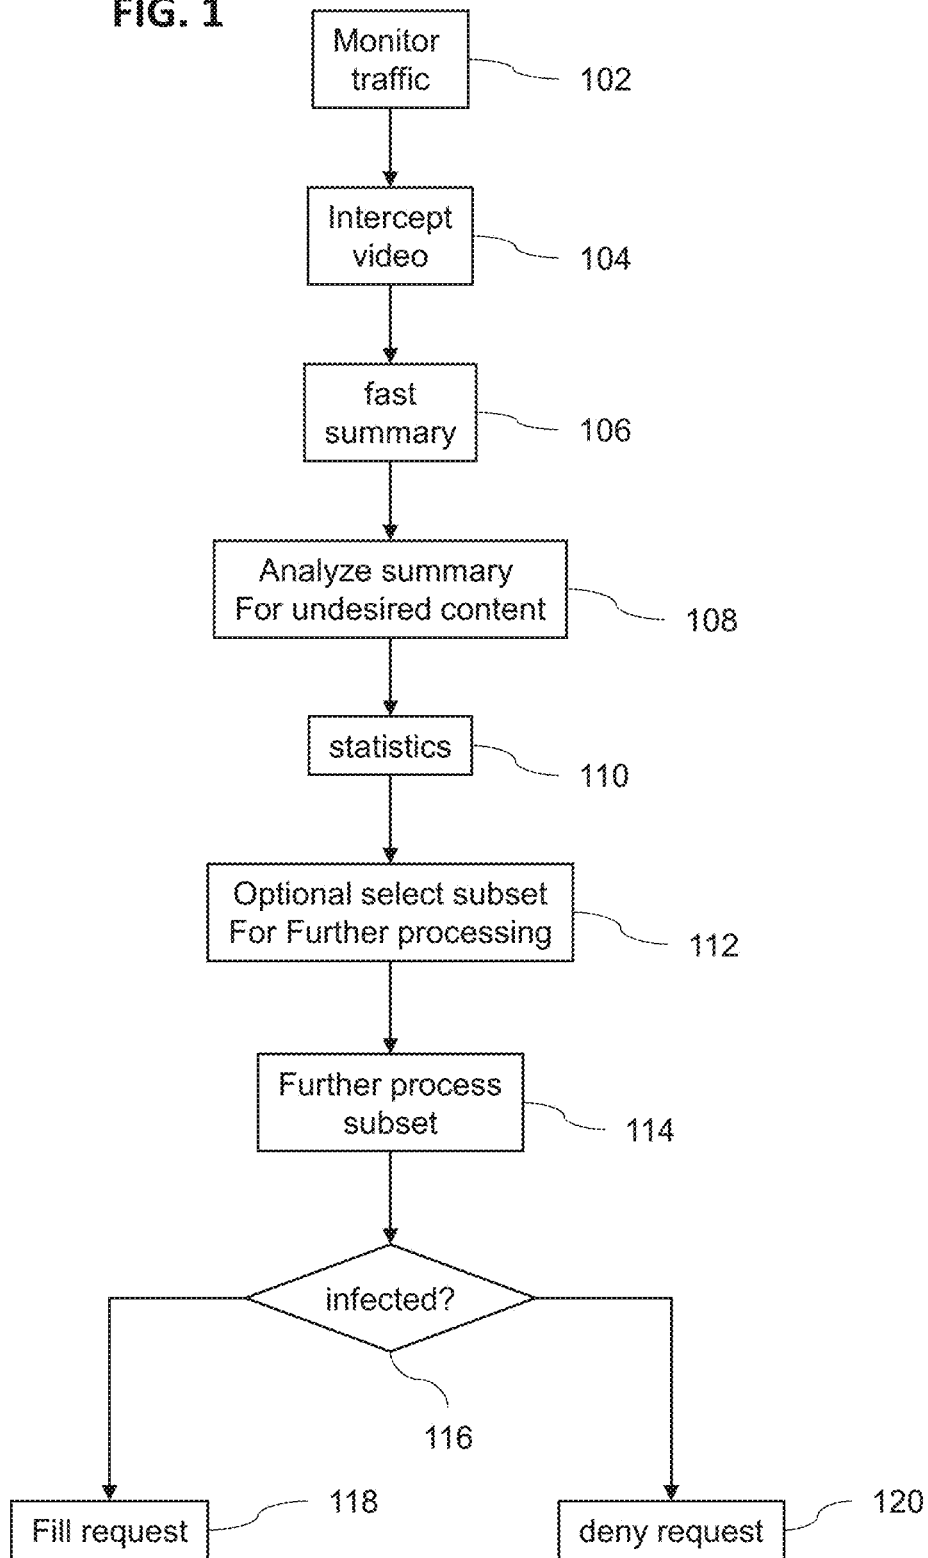 FIG. 1
Monitor
traffic
102
Intercept
video
104
fast
summary
106
Analyze summary
For undesired content
108
statistics
110
Optional select subset
For Further processing
112
Further process
subset
114
infected?
116
118
Fill request
120
deny request